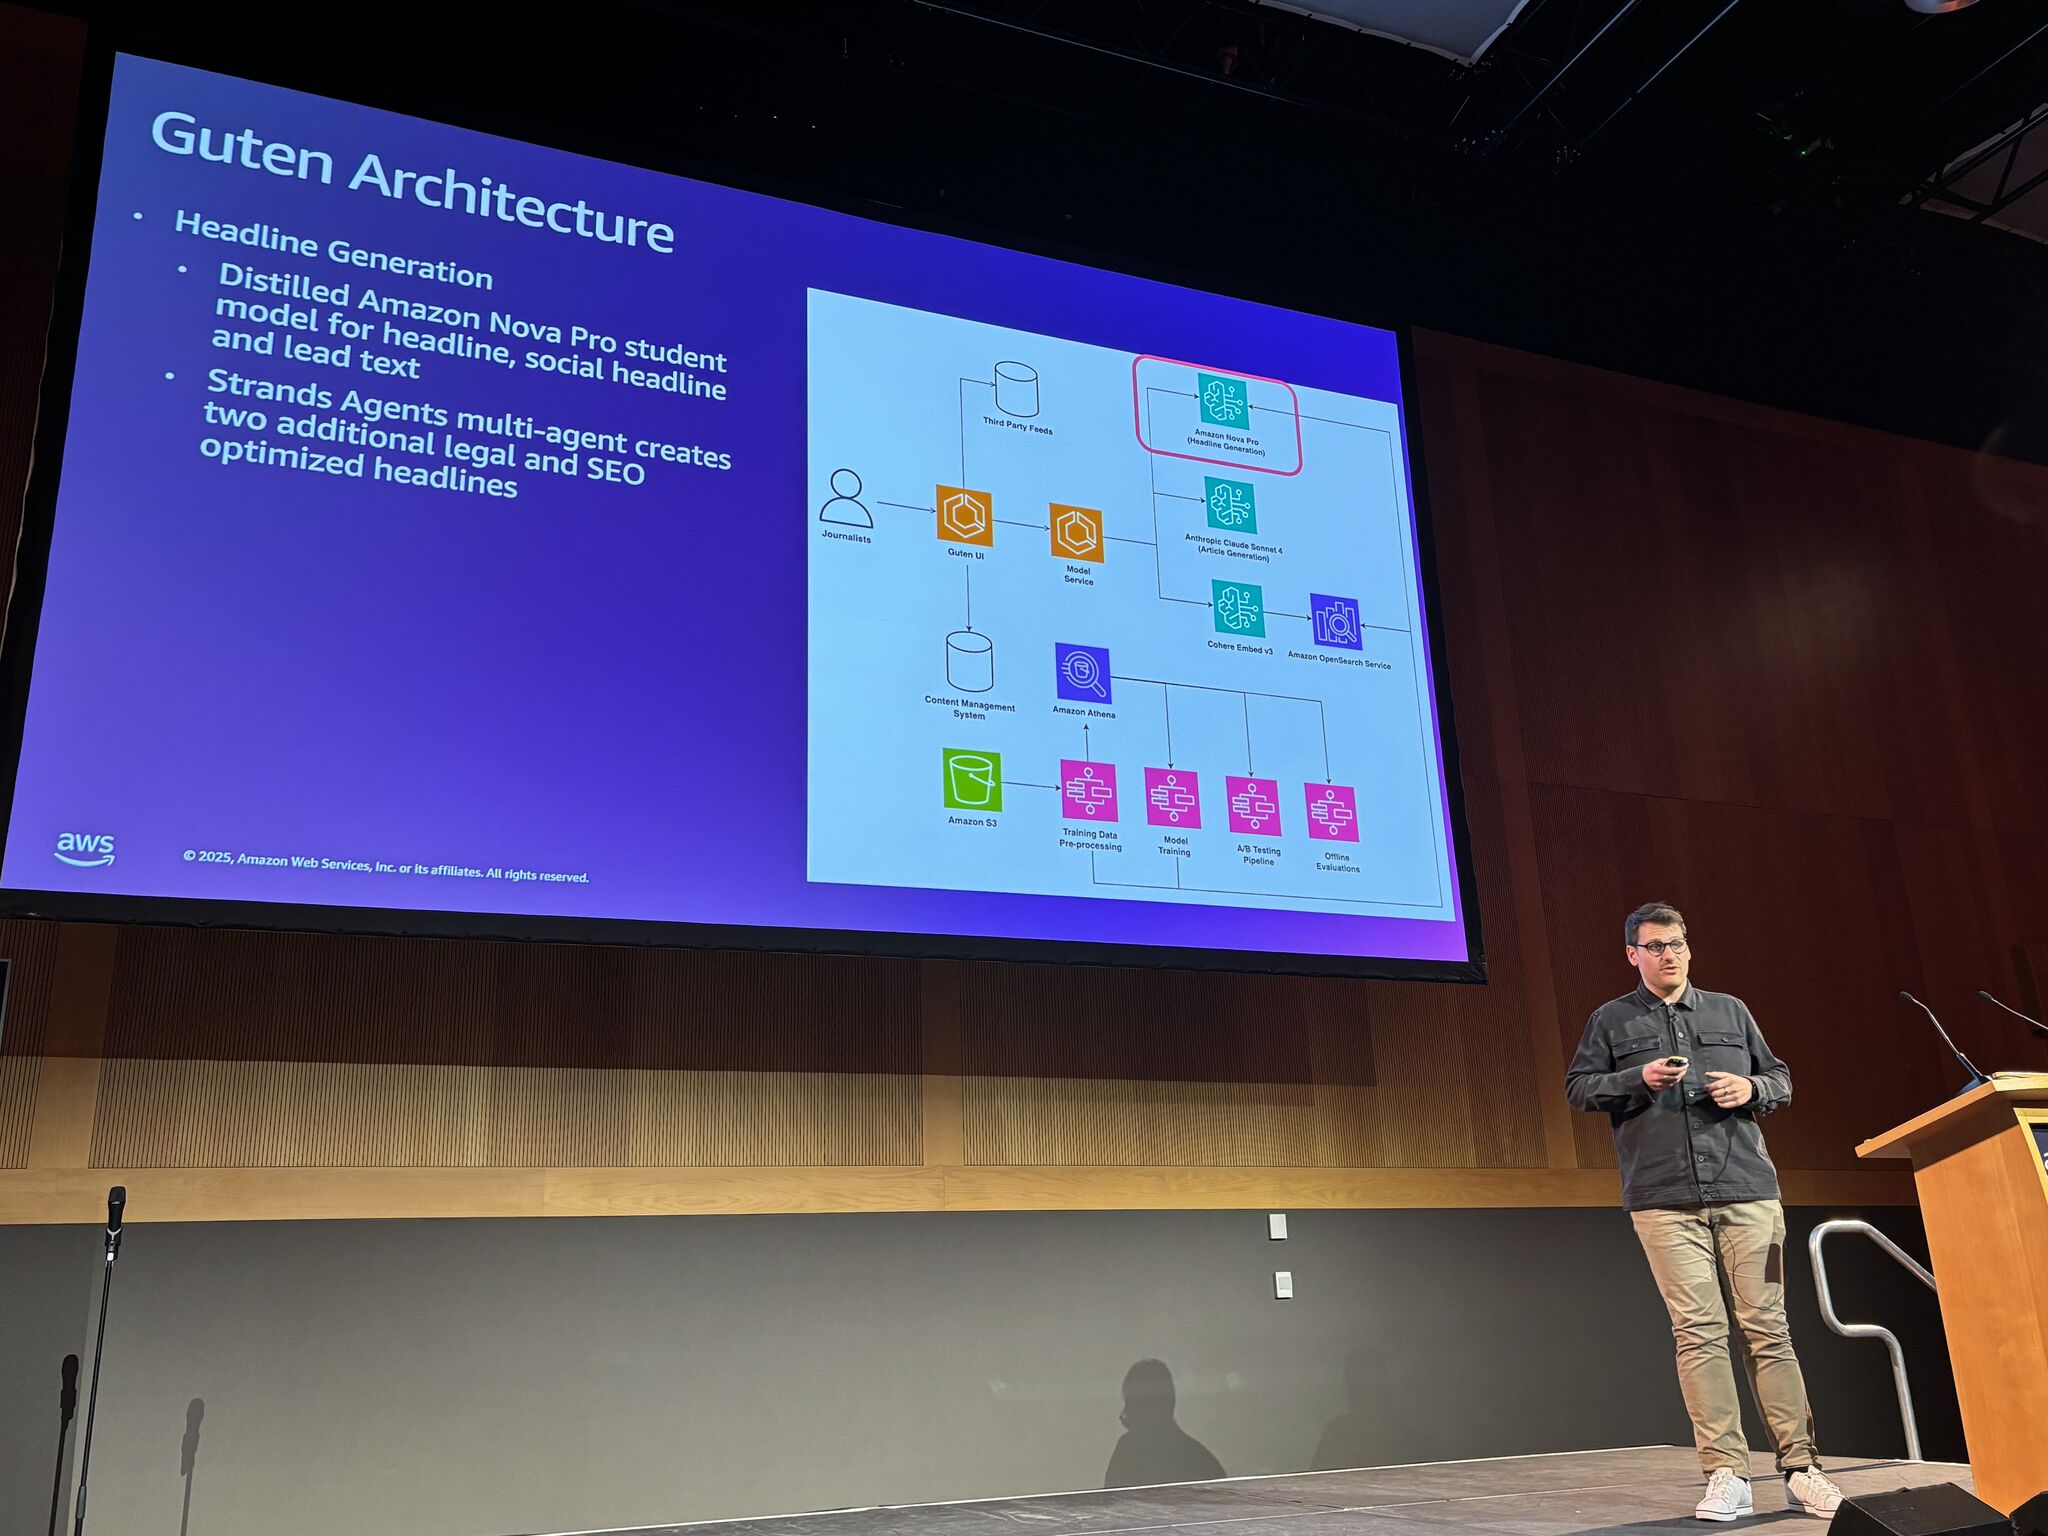 Guten Architecture
• Headline Generation
• Distilled Amazon Nova Pro student
model for headline, social headline
and lead text
• Strands Agents multi-agent creates
two additional legal and SEO
optimized headlines
Third Party Feeds
Amazon Nova Pro
(Headline Generation)
Journalists
Guten UI
Model
Service
Anthropic Claude Sonnet 4
(Article Generation)
Cohere Embed v3
Amazon OpenSearch Service
Content Management
System
Amazon Athena
Amazon S3
Training Data
Pre-processing
Model
Training
A/B Testing
Pipeline
Offline
Evaluations
aws
© 2025, Amazon Web Services, Inc. or its affiliates. All rights reserved.